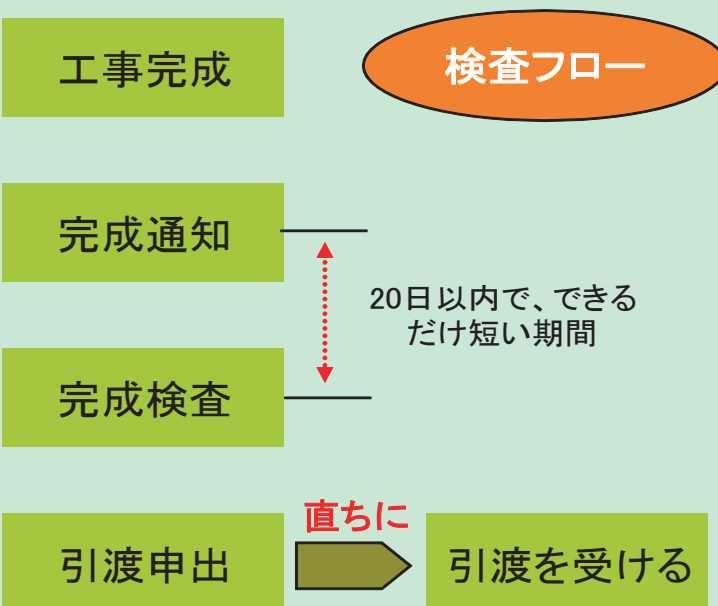 工事完成
検査フロー
完成通知
20日以内で、できる
だけ短い期間
完成検査
直ちに
引渡申出
引渡を受ける